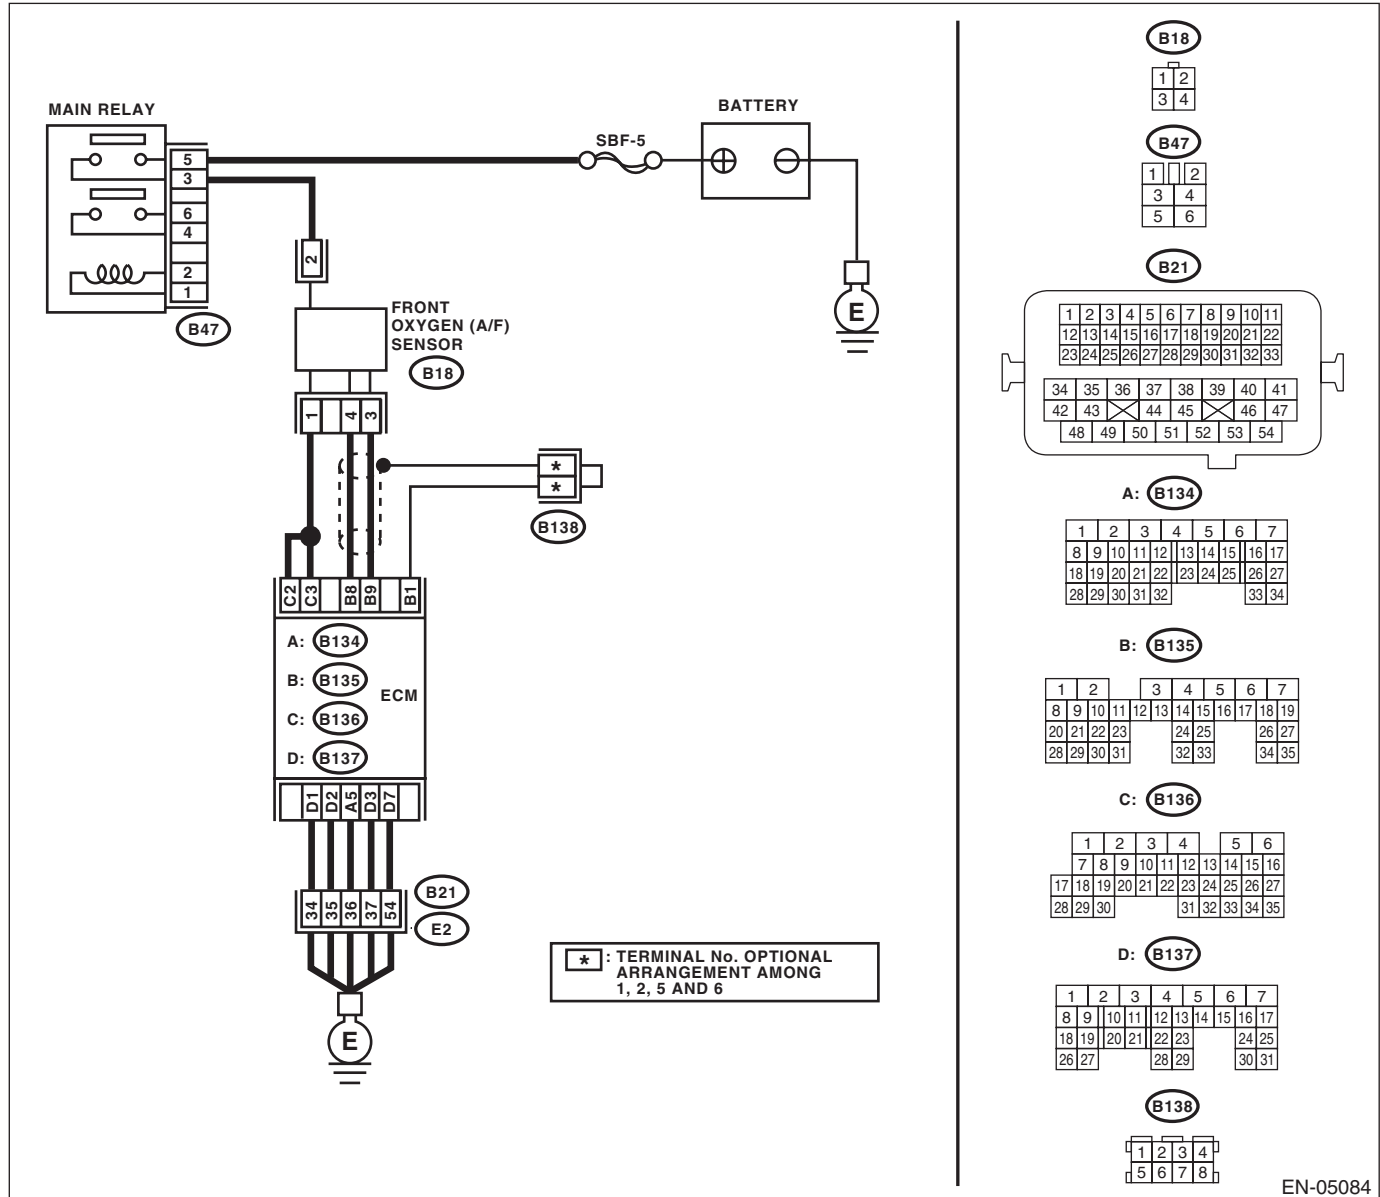 MAIN RELAY
5
3
6
4
2
1
B47
SBF-5
BATTERY
E
2
FRONT
OXYGEN (A/F)
SENSOR
B18
1 4 3
*
*
B138
C2 C3 B8 B9 B1
A: B134
B: B135
ECM
C: B136
D: B137
D1 D2 A5 D3 D7
34 35 36 37 54
B21
E2
E
* : TERMINAL No. OPTIONAL
ARRANGEMENT AMONG
1, 2, 5 AND 6
B18
1 2
3 4
B47
1 2
3 4
5 6
B21
1 2 3 4 5 6 7 8 9 10 11
12 13 14 15 16 17 18 19 20 21 22
23 24 25 26 27 28 29 30 31 32 33
34 35 36 37 38 39 40 41
42 43 44 45 46 47
48 49 50 51 52 53 54
A: B134
1 2 3 4 5 6 7
8 9 10 11 12 13 14 15 16 17
18 19 20 21 22 23 24 25 26 27
28 29 30 31 32 33 34
B: B135
1 2 3 4 5 6 7
8 9 10 11 12 13 14 15 16 17 18 19
20 21 22 23 24 25 26 27
28 29 30 31 32 33 34 35
C: B136
1 2 3 4 5 6
7 8 9 10 11 12 13 14 15 16
17 18 19 20 21 22 23 24 25 26 27
28 29 30 31 32 33 34 35
D: B137
1 2 3 4 5 6 7
8 9 10 11 12 13 14 15 16 17
18 19 20 21 22 23 24 25
26 27 28 29 30 31
B138
1 2 3 4
5 6 7 8
EN-05084